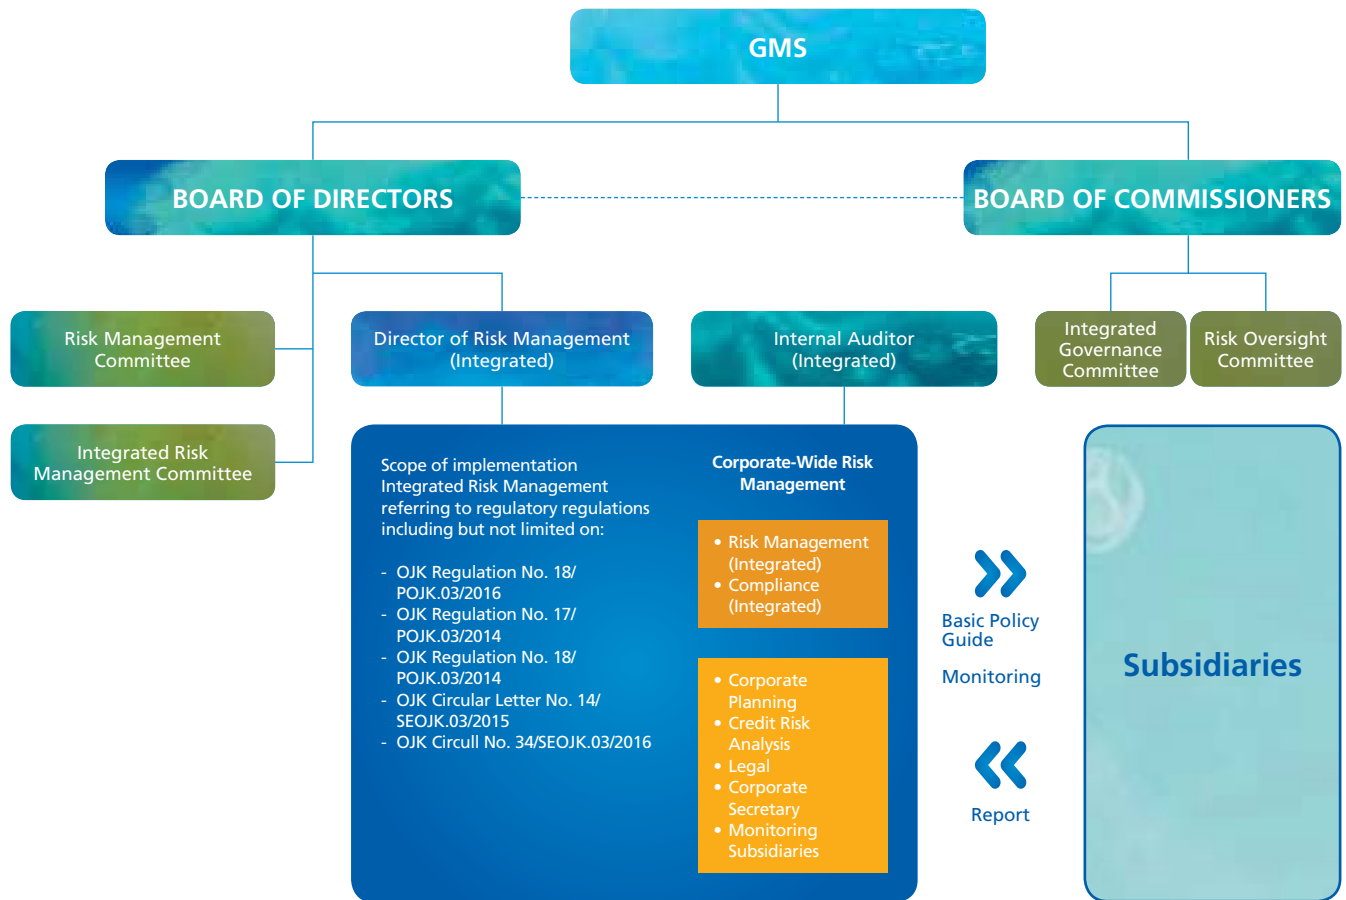 GMS
BOARD OF DIRECTORS
BOARD OF COMMISSIONERS
Risk Management
Committee
Director of Risk Management
(Integrated)
Internal Auditor
(Integrated)
Integrated
Governance
Committee
Risk Oversight
Committee
Integrated Risk
Management Committee
Scope of implementation
Integrated Risk Management
referring to regulatory regulations
including but not limited on:
- OJK Regulation No. 18/
POJK.03/2016
- OJK Regulation No. 17/
POJK.03/2014
- OJK Regulation No. 18/
POJK.03/2014
- OJK Circular Letter No. 14/
SEOJK.03/2015
- OJK Circull No. 34/SEOJK.03/2016
Corporate-Wide Risk
Management
• Risk Management
(Integrated)
• Compliance
(Integrated)
• Corporate
Planning
• Credit Risk
Analysis
• Legal
• Corporate
Secretary
• Monitoring
Subsidiaries
Basic Policy
Guide
Monitoring
Report
Subsidiaries